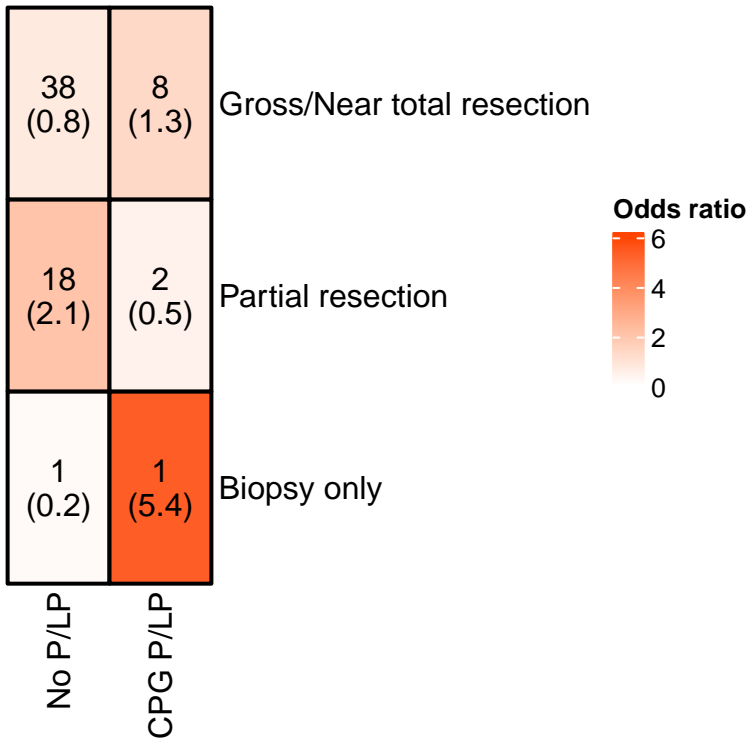 38
(0.8)
8
(1.3)
Gross/Near total resection
18
(2.1)
2
(0.5)
Partial resection
1
(0.2)
1
(5.4)
Biopsy only
No P/LP
CPG P/LP
Odds ratio
6
4
2
0